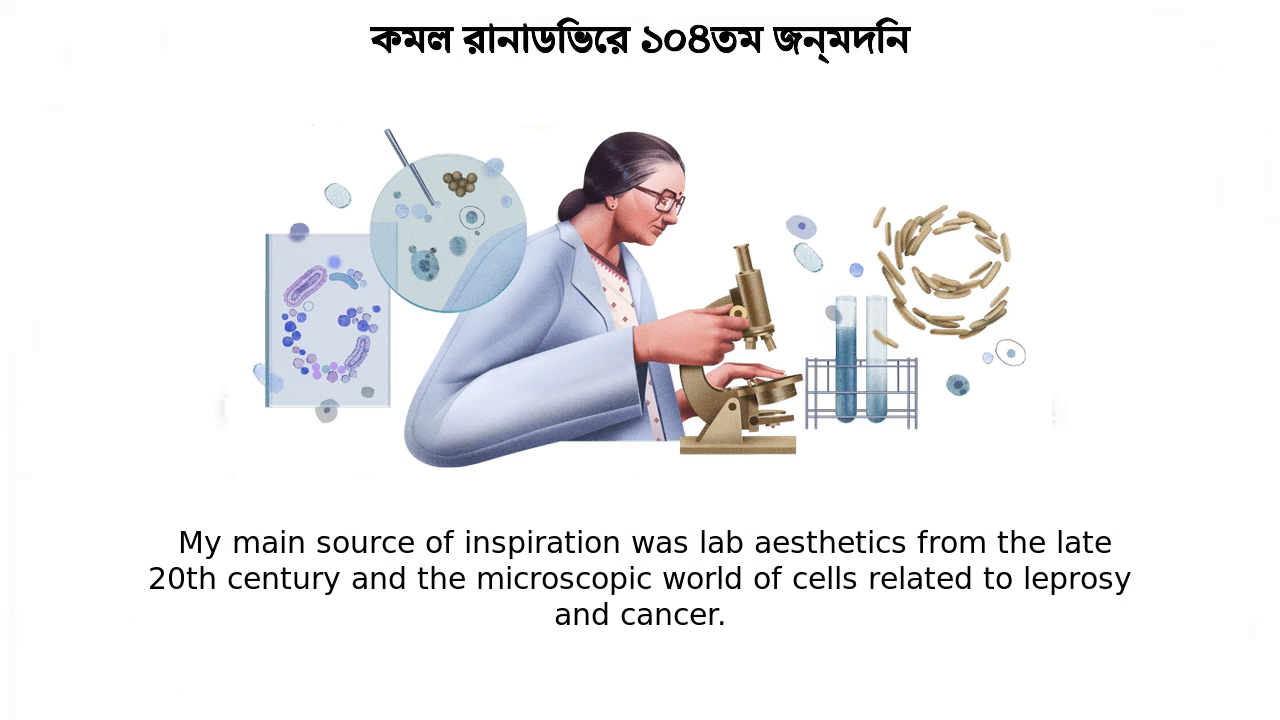 কমল রানাডিভের ১০৪তম জন্মদিন
My main source of inspiration was lab aesthetics from the late
20th century and the microscopic world of cells related to leprosy
and cancer.